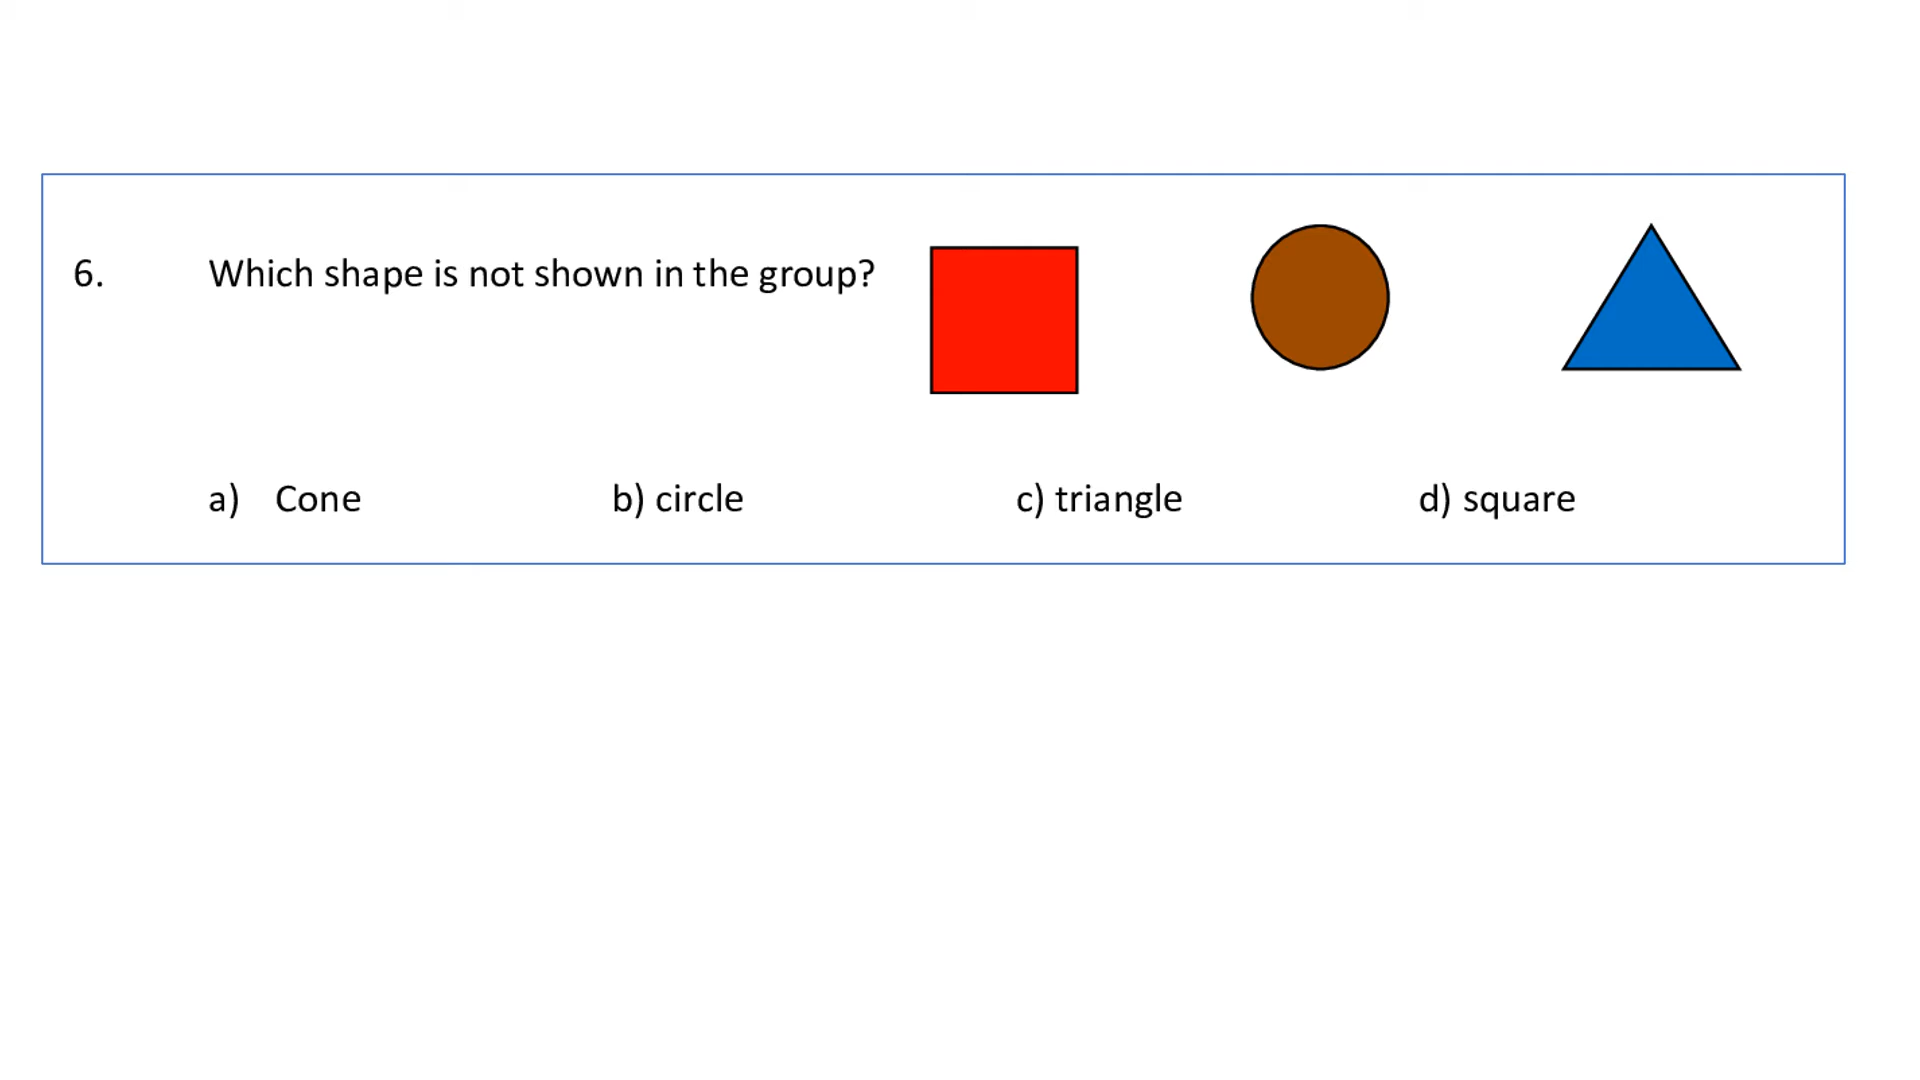 6. Which shape is not shown in the group?
a) Cone b) circle c) triangle d) square